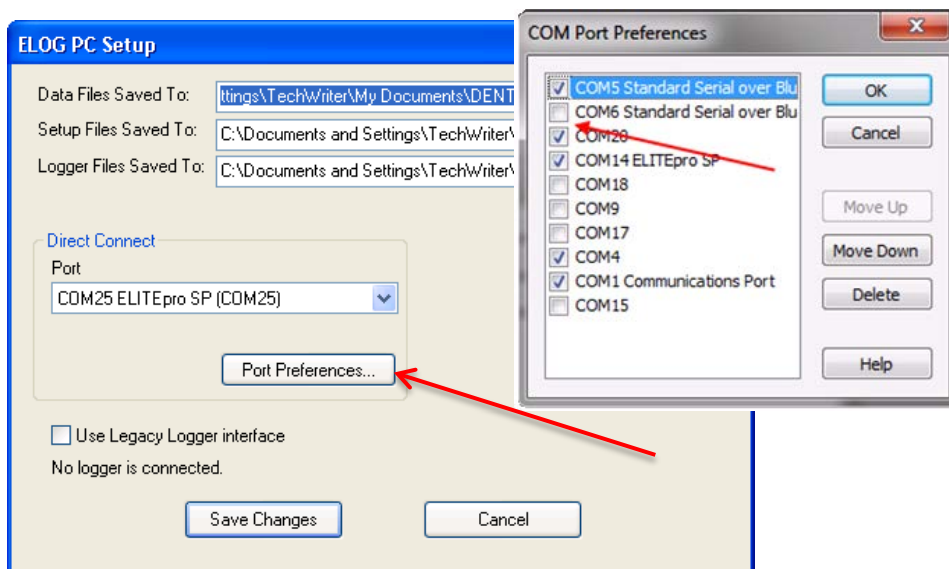 ELOG PC Setup
Data Files Saved To:
ttings\TechWriter\My Documents\DENT
Setup Files Saved To:
C:\Documents and Settings\TechWriter\
Logger Files Saved To:
C:\Documents and Settings\TechWriter\
Direct Connect
Port
COM25 ELITEpro SP (COM25)
Port Preferences...
Use Legacy Logger interface
No logger is connected.
Save Changes
Cancel
COM Port Preferences
COM5 Standard Serial over Blu
COM6 Standard Serial over Blu
COM20
COM14 ELITEpro SP
COM18
COM9
COM17
COM4
COM1 Communications Port
COM15
OK
Cancel
Move Up
Move Down
Delete
Help